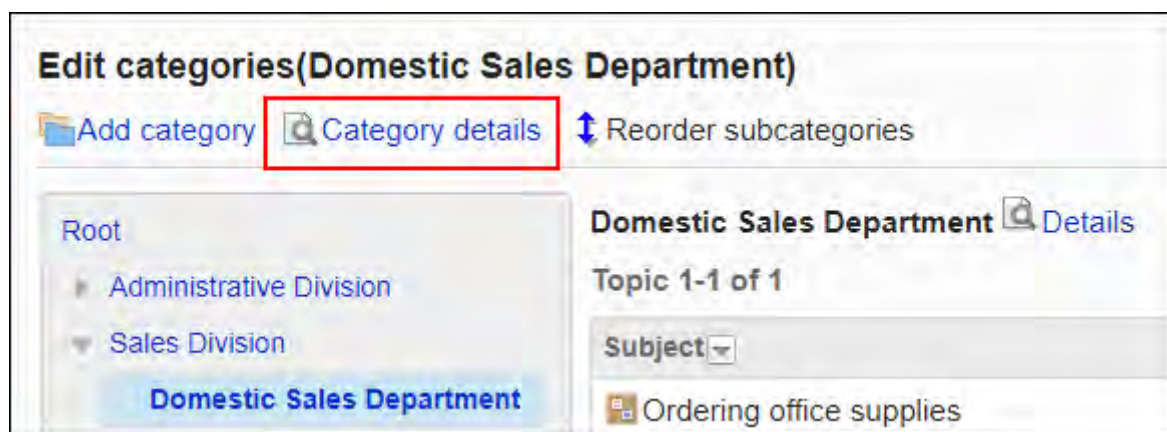 Edit categories(Domestic Sales Department)
Add category Category details Reorder subcategories
Root
Administrative Division
Sales Division
Domestic Sales Department
Domestic Sales Department Details
Topic 1-1 of 1
Subject
Ordering office supplies